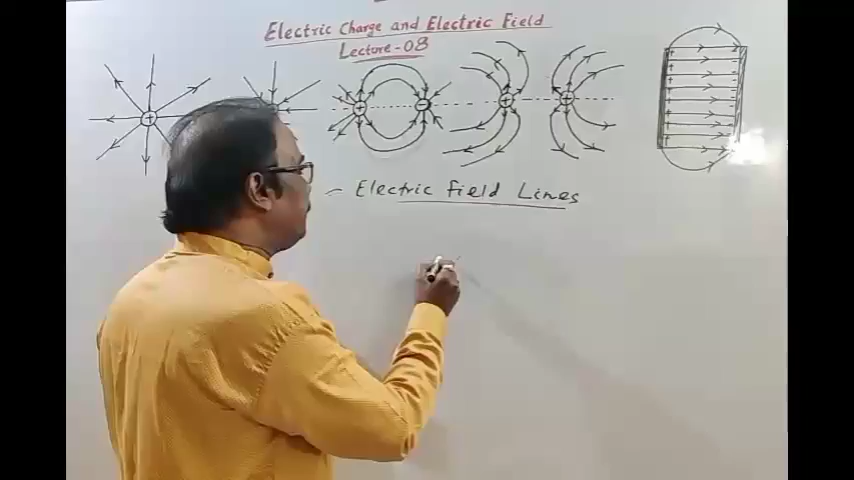 Electric Charge and Electric Field
Lecture-08
+ + - + + 
Electric Field Lines